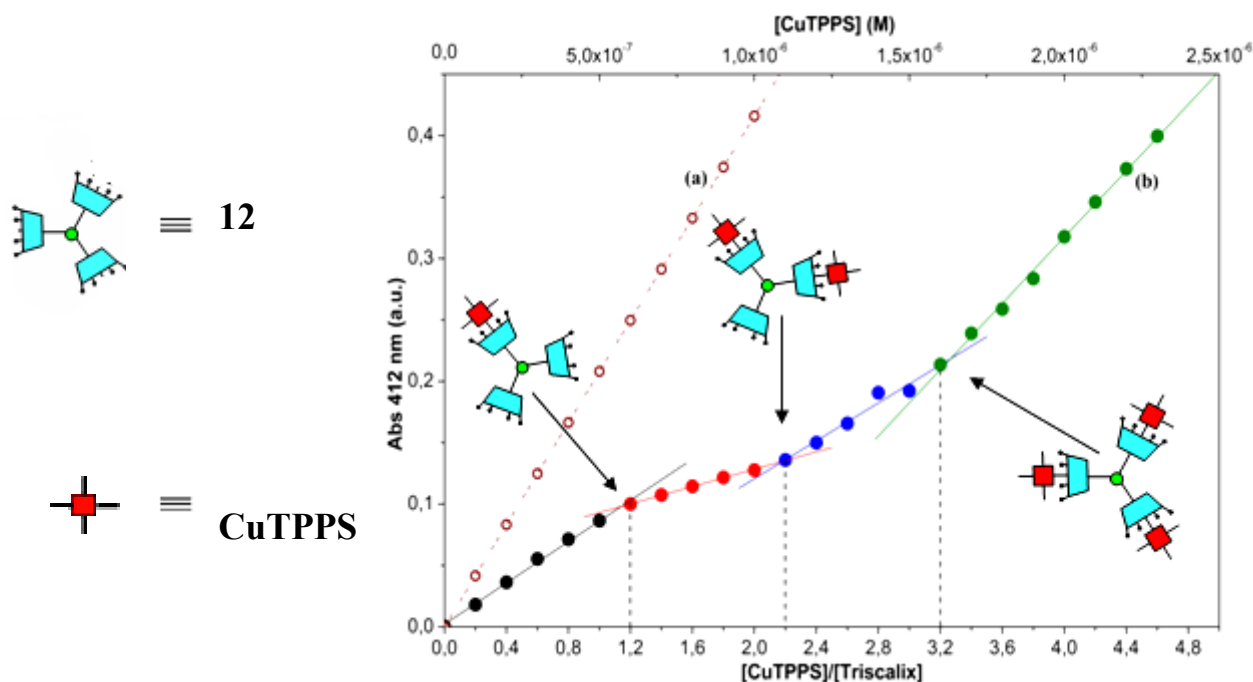 [CuTPPS] (M)
0,0 5,0x10⁻⁷ 1,0x10⁻⁶ 1,5x10⁻⁶ 2,0x10⁻⁶ 2,5x10⁻⁶
12
CuTPPS
Abs 412 nm (a.u.)
0,4
0,3
0,2
0,1
0,0
(a)
(b)
0,0 0,4 0,8 1,2 1,6 2,0 2,4 2,8 3,2 3,6 4,0 4,4 4,8
[CuTPPS]/[Triscalix]